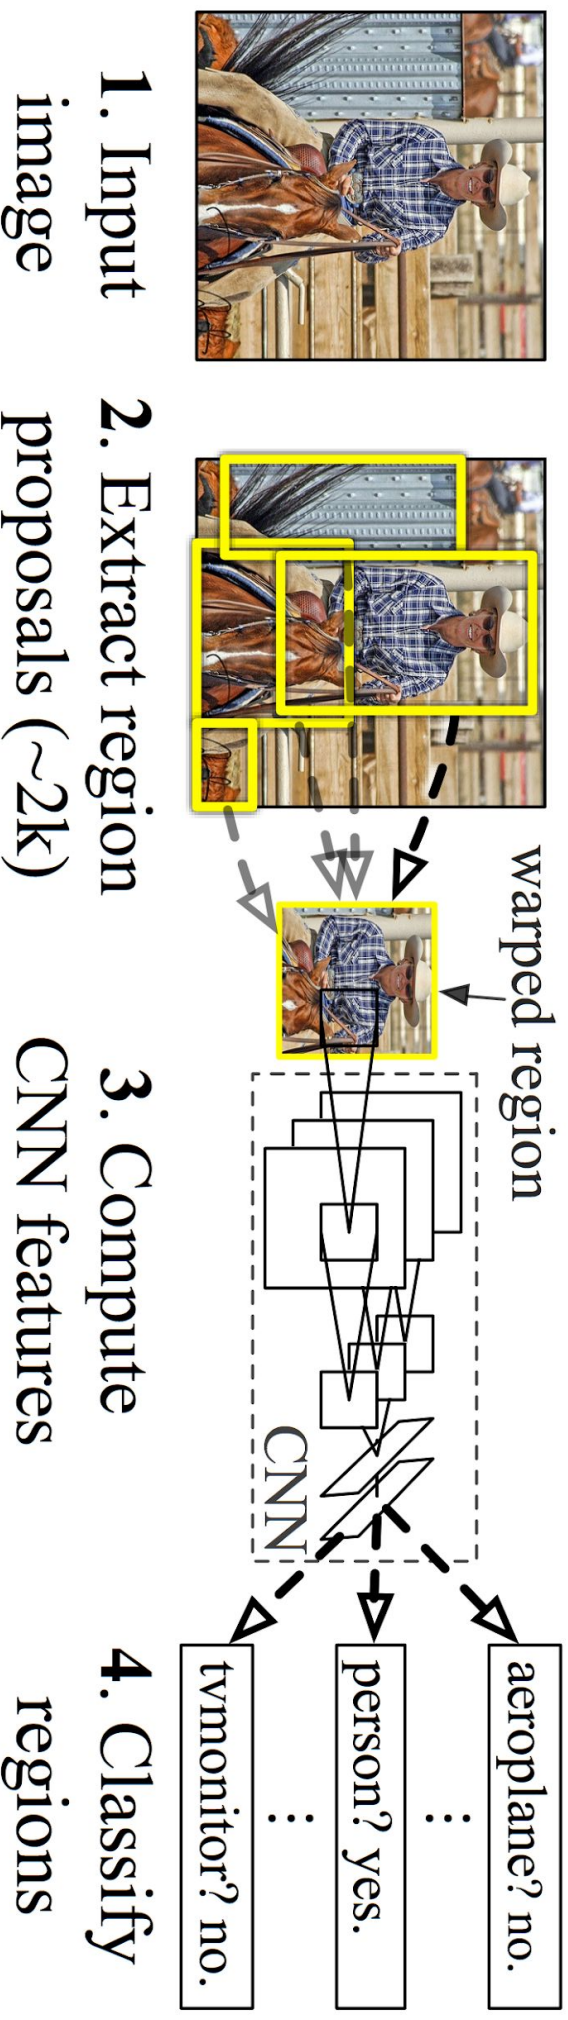 warped region
aeroplane? no.
...
person? yes.
...
tvmonitor? no.
CNN
1. Input
image
2. Extract region
proposals (~2k)
3. Compute
CNN features
4. Classify
regions